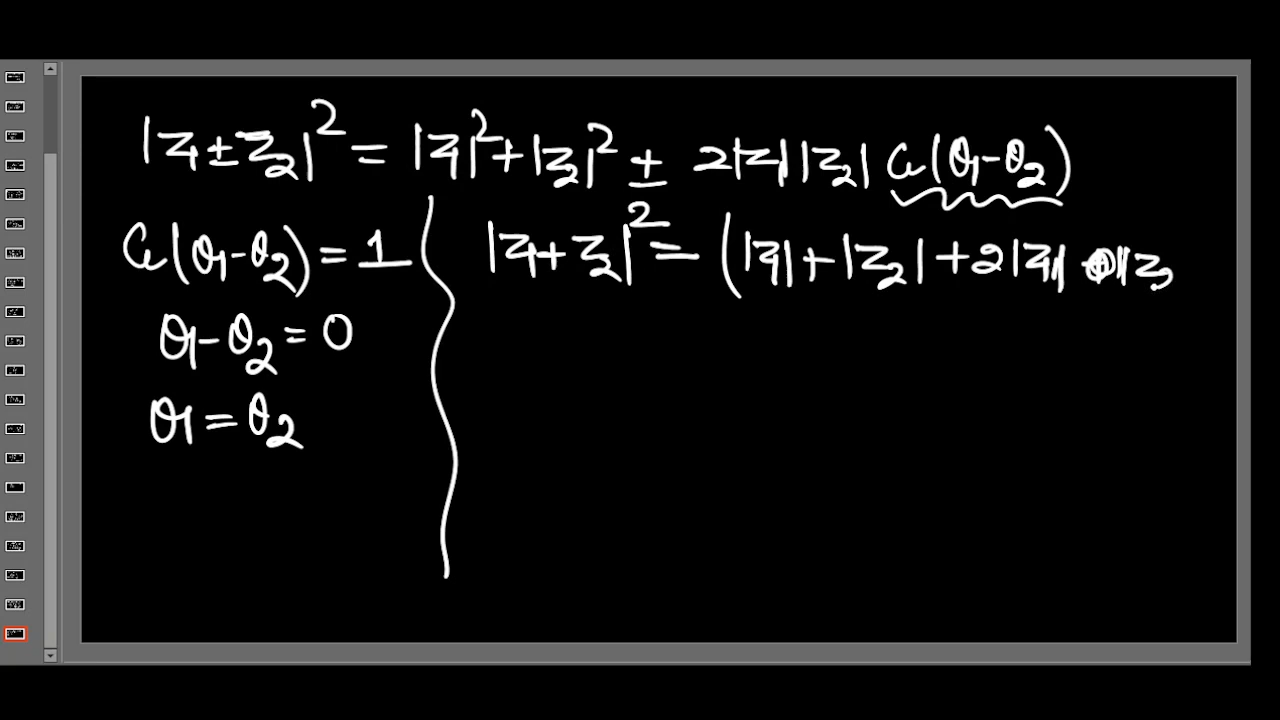 |z₁ ± z₂|² = |z₁|² + |z₂|² ± 2|z₁||z₂| cos(θ₁-θ₂)
cos(θ₁-θ₂) = 1
θ₁-θ₂ = 0
θ₁ = θ₂
|z₁+z₂|² = (|z₁|+|z₂|+2|z₁| |z₂